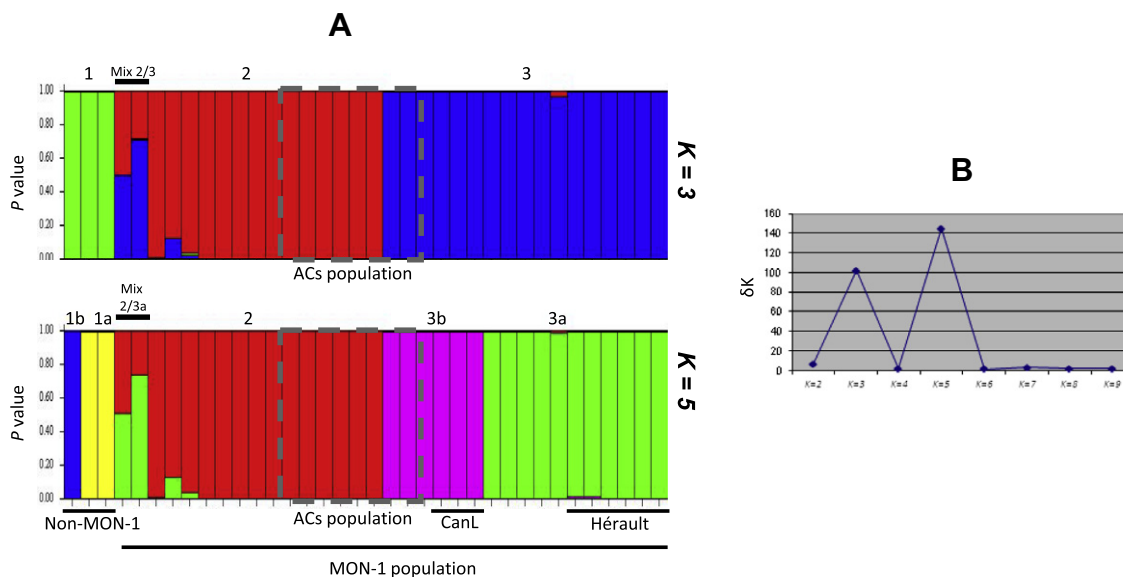 A
1
Mix 2/3
2
3
1.00
0.80
0.60
0.40
0.20
0.00
P value
K = 3
ACs population
Mix
2/3a
1b
1a
2
3b
3a
1.00
0.80
0.60
0.40
0.20
0.00
P value
K = 5
Non-MON-1
ACs population
CanL
Hérault
MON-1 population
B
160
140
120
100
80
60
40
20
0
δK
K=2
K=3
K=4
K=5
K=6
K=7
K=8
K=9